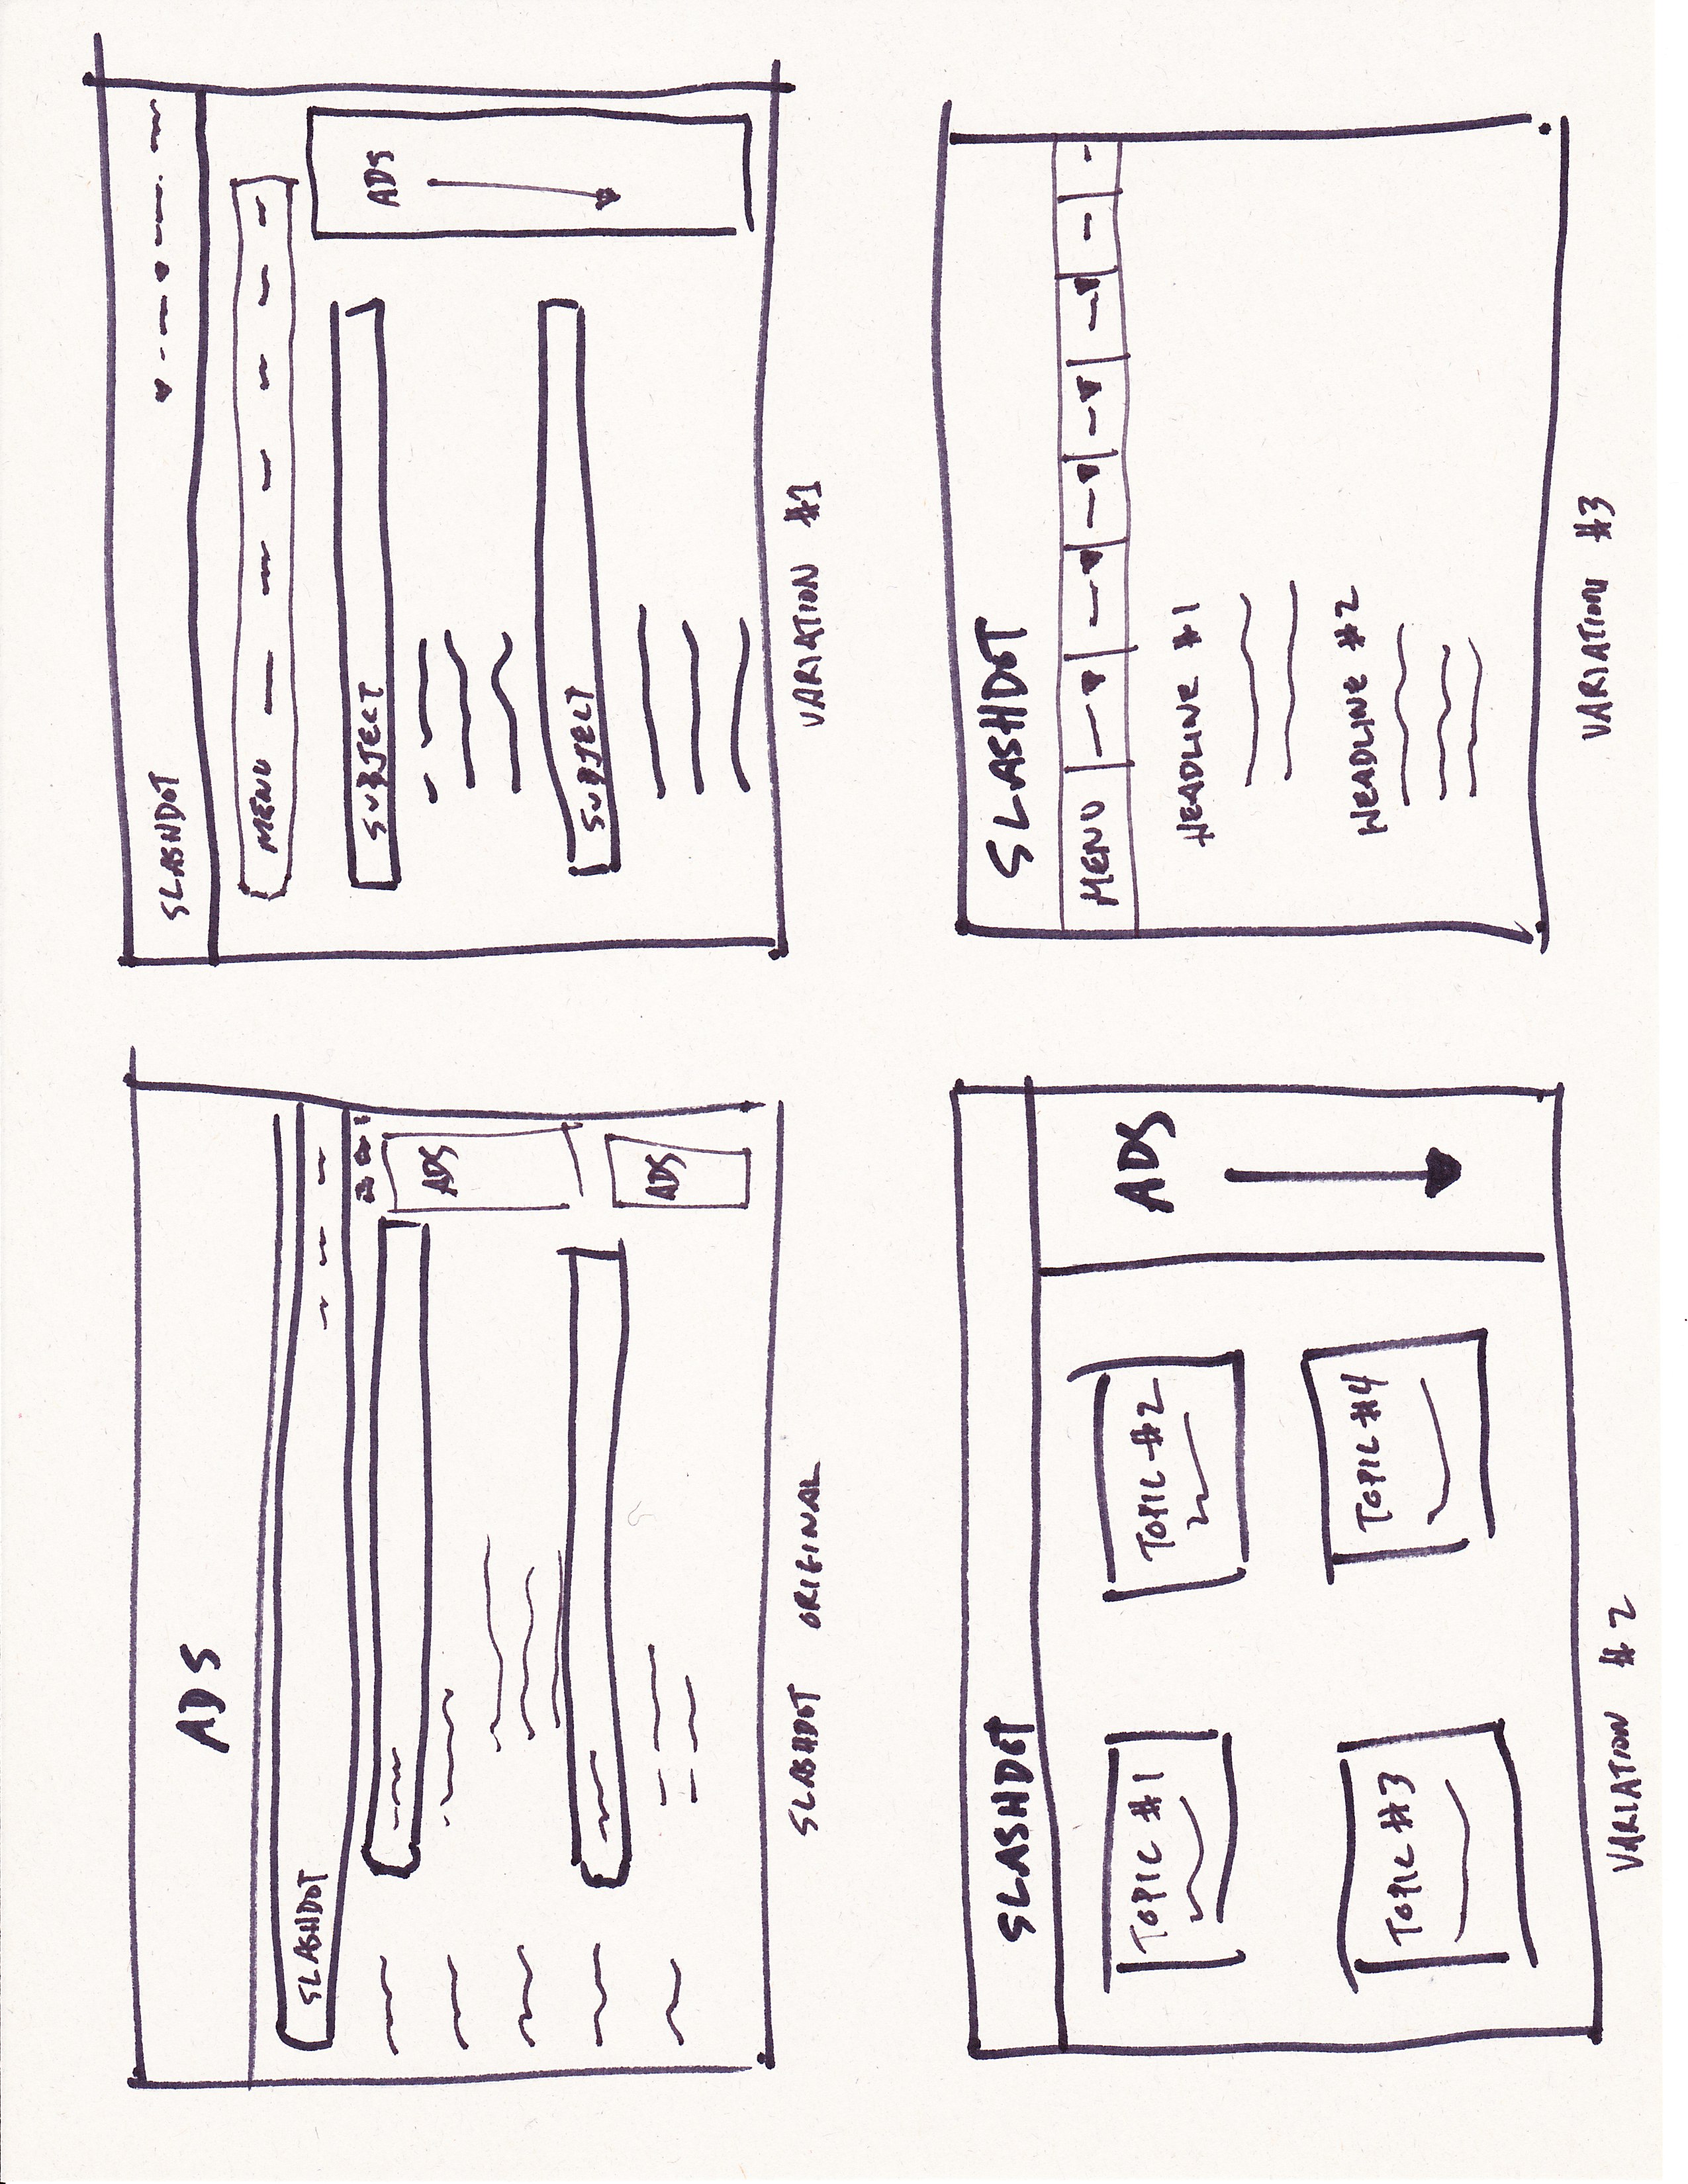 ADS
SLASHDOT
ADS
ADS
SLASHDOT ORIGINAL
SLASHDOT
MENU
ADS
SUBJECT
SUBJECT
VARIATION #1
SLASHDOT
ADS
TOPIC #1
TOPIC #2
TOPIC #3
TOPIC #4
VARIATION #2
SLASHDOT
MENU
HEADLINE #1
HEADLINE #2
VARIATION #3